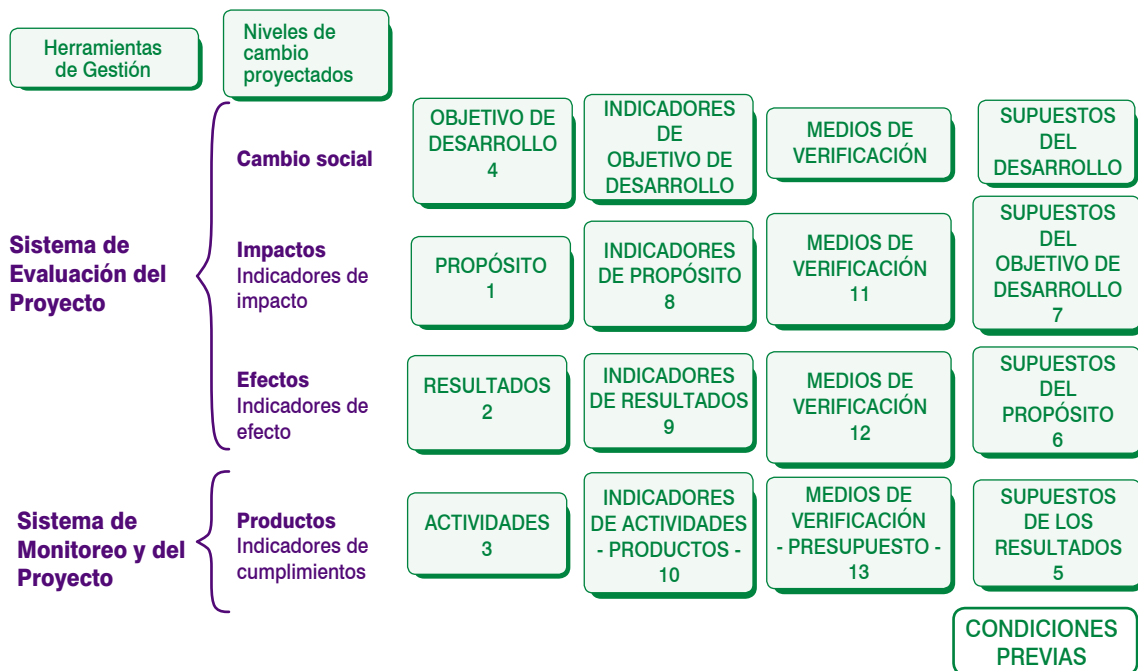 Herramientas
de Gestión
Niveles de
cambio
proyectados
Cambio social
OBJETIVO DE
DESARROLLO
4
INDICADORES
DE
OBJETIVO DE
DESARROLLO
MEDIOS DE
VERIFICACIÓN
SUPUESTOS
DEL
DESARROLLO
Sistema de
Evaluación del
Proyecto
Impactos
Indicadores de
impacto
PROPÓSITO
1
INDICADORES
DE PROPÓSITO
8
MEDIOS DE
VERIFICACIÓN
11
SUPUESTOS
DEL
OBJETIVO DE
DESARROLLO
7
Efectos
Indicadores de
efecto
RESULTADOS
2
INDICADORES
DE RESULTADOS
9
MEDIOS DE
VERIFICACIÓN
12
SUPUESTOS
DEL
PROPÓSITO
6
Sistema de
Monitoreo y del
Proyecto
Productos
Indicadores de
cumplimientos
ACTIVIDADES
3
INDICADORES
DE ACTIVIDADES
- PRODUCTOS -
10
MEDIOS DE
VERIFICACIÓN
- PRESUPUESTO -
13
SUPUESTOS
DE LOS
RESULTADOS
5
CONDICIONES
PREVIAS